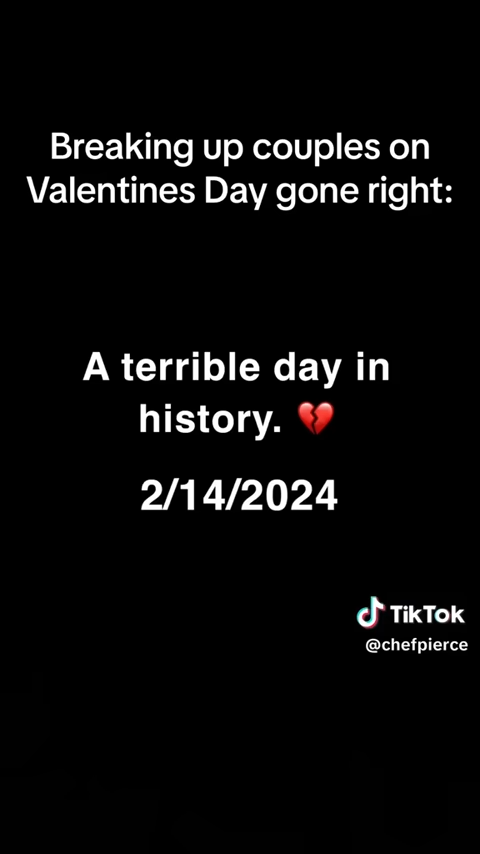 Breaking up couples on
Valentines Day gone right:
A terrible day in
history. 💔
2/14/2024
TikTok
@chefpierce